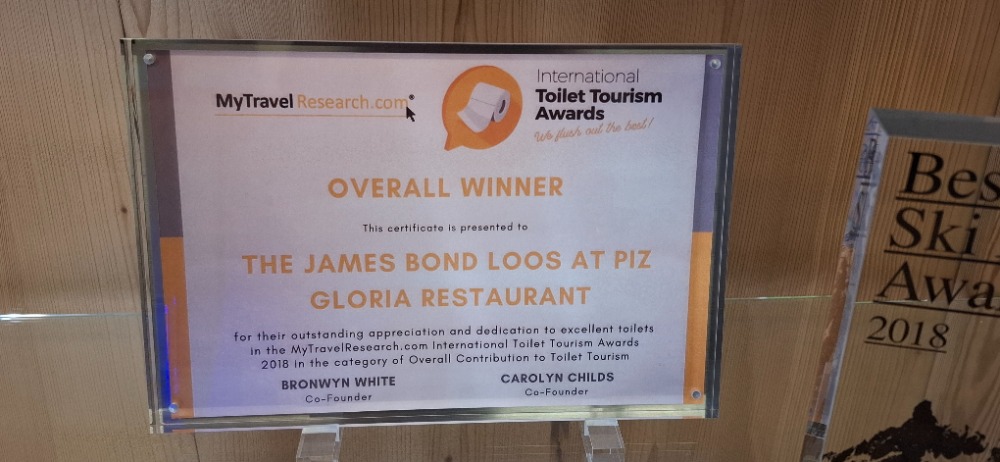 MyTravelResearch.com®
International
Toilet Tourism
Awards
We flush out the best!
OVERALL WINNER
This certificate is presented to
THE JAMES BOND LOOS AT PIZ
GLORIA RESTAURANT
for their outstanding appreciation and dedication to excellent toilets
in the MyTravelResearch.com International Toilet Tourism Awards
2018 in the category of Overall Contribution to Toilet Tourism
BRONWYN WHITE
Co-Founder
CAROLYN CHILDS
Co-Founder
Bes
Ski
Awa
2018